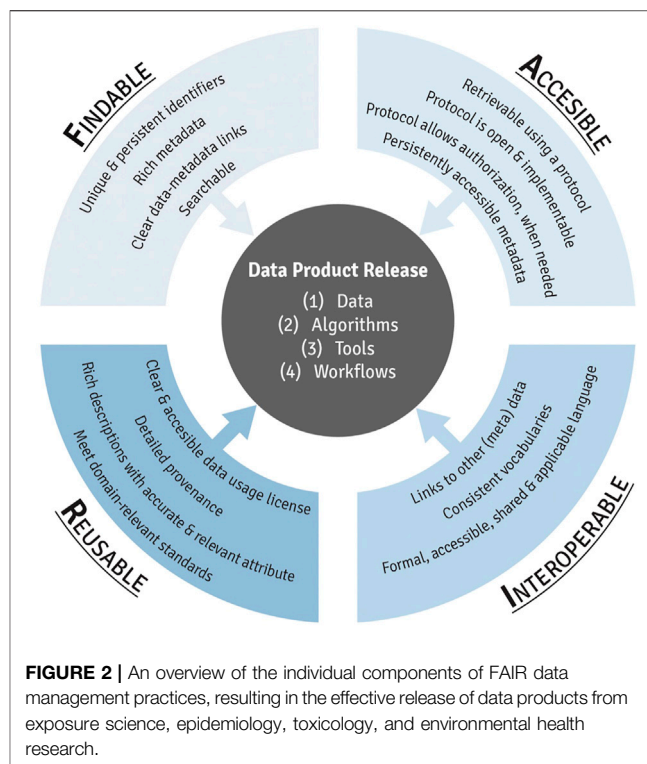 FINDABLE
Unique & persistent identifiers
Rich metadata
Clear data-metadata links
Searchable
ACCESIBLE
Retrievable using a protocol
Protocol is open & implementable
Protocol allows authorization, when needed
Persistently accessible metadata
Data Product Release
(1) Data
(2) Algorithms
(3) Tools
(4) Workflows
REUSABLE
Clear & accessible data usage license
Detailed provenance
Rich descriptions with accurate & relevant attribute
Meet domain-relevant standards
INTEROPERABLE
Links to other (meta) data
Consistent vocabularies
Formal, accessible, shared & applicable language
FIGURE 2 | An overview of the individual components of FAIR data
management practices, resulting in the effective release of data products from
exposure science, epidemiology, toxicology, and environmental health
research.